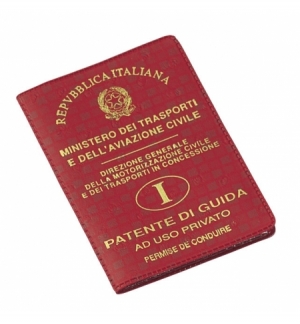 REPVBBLICA ITALIANA
MINISTERO DEI TRASPORTI
E DELL'AVIAZIONE CIVILE
DIREZIONE GENERALE
DELLA MOTORIZZAZIONE CIVILE
E DEI TRASPORTI IN CONCESSIONE
I
PATENTE DI GUIDA
AD USO PRIVATO
PERMISE DE CONDUIRE